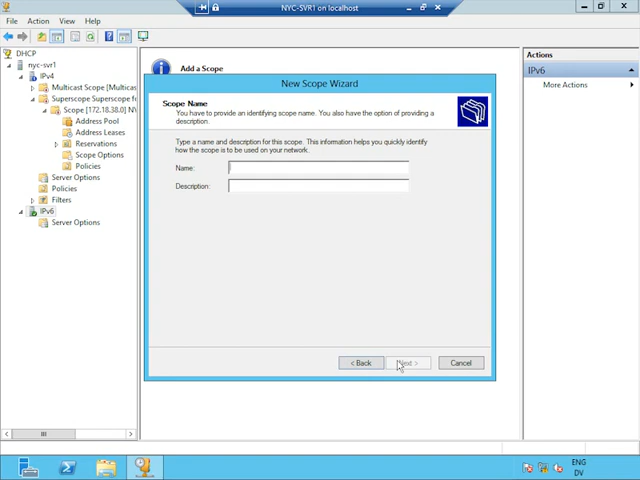 NYC-SVR1 on localhost
File Action View Help
DHCP
nyc-svr1
IPv4
Multicast Scope [Multicas
Superscope Superscope fo
Scope [172.18.38.0] NY
Address Pool
Address Leases
Reservations
Scope Options
Policies
Server Options
Policies
Filters
IPv6
Server Options
Add a Scope
New Scope Wizard
Scope Name
You have to provide an identifying scope name. You also have the option of providing a
description.
Type a name and description for this scope. This information helps you quickly identify
how the scope is to be used on your network.
Name:
Description:
< Back
Next >
Cancel
Actions
IPv6
More Actions
ENG
DV